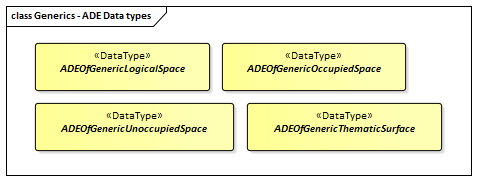 class Generics - ADE Data types
«DataType»
ADEOfGenericLogicalSpace
«DataType»
ADEOfGenericOccupiedSpace
«DataType»
ADEOfGenericUnoccupiedSpace
«DataType»
ADEOfGenericThematicSurface